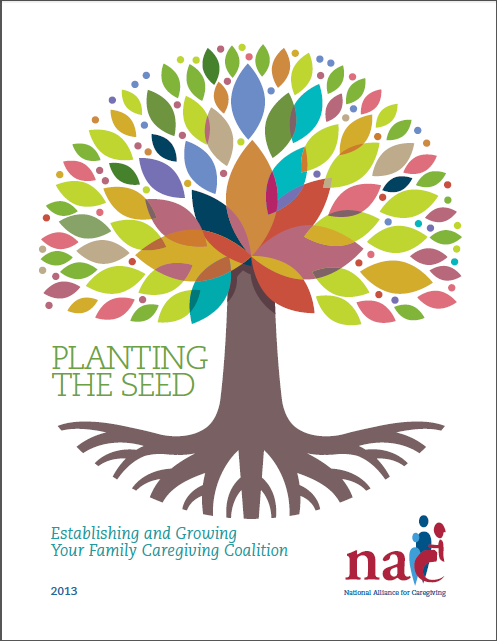 PLANTING
THE SEED
Establishing and Growing
Your Family Caregiving Coalition
2013
nac
National Alliance for Caregiving